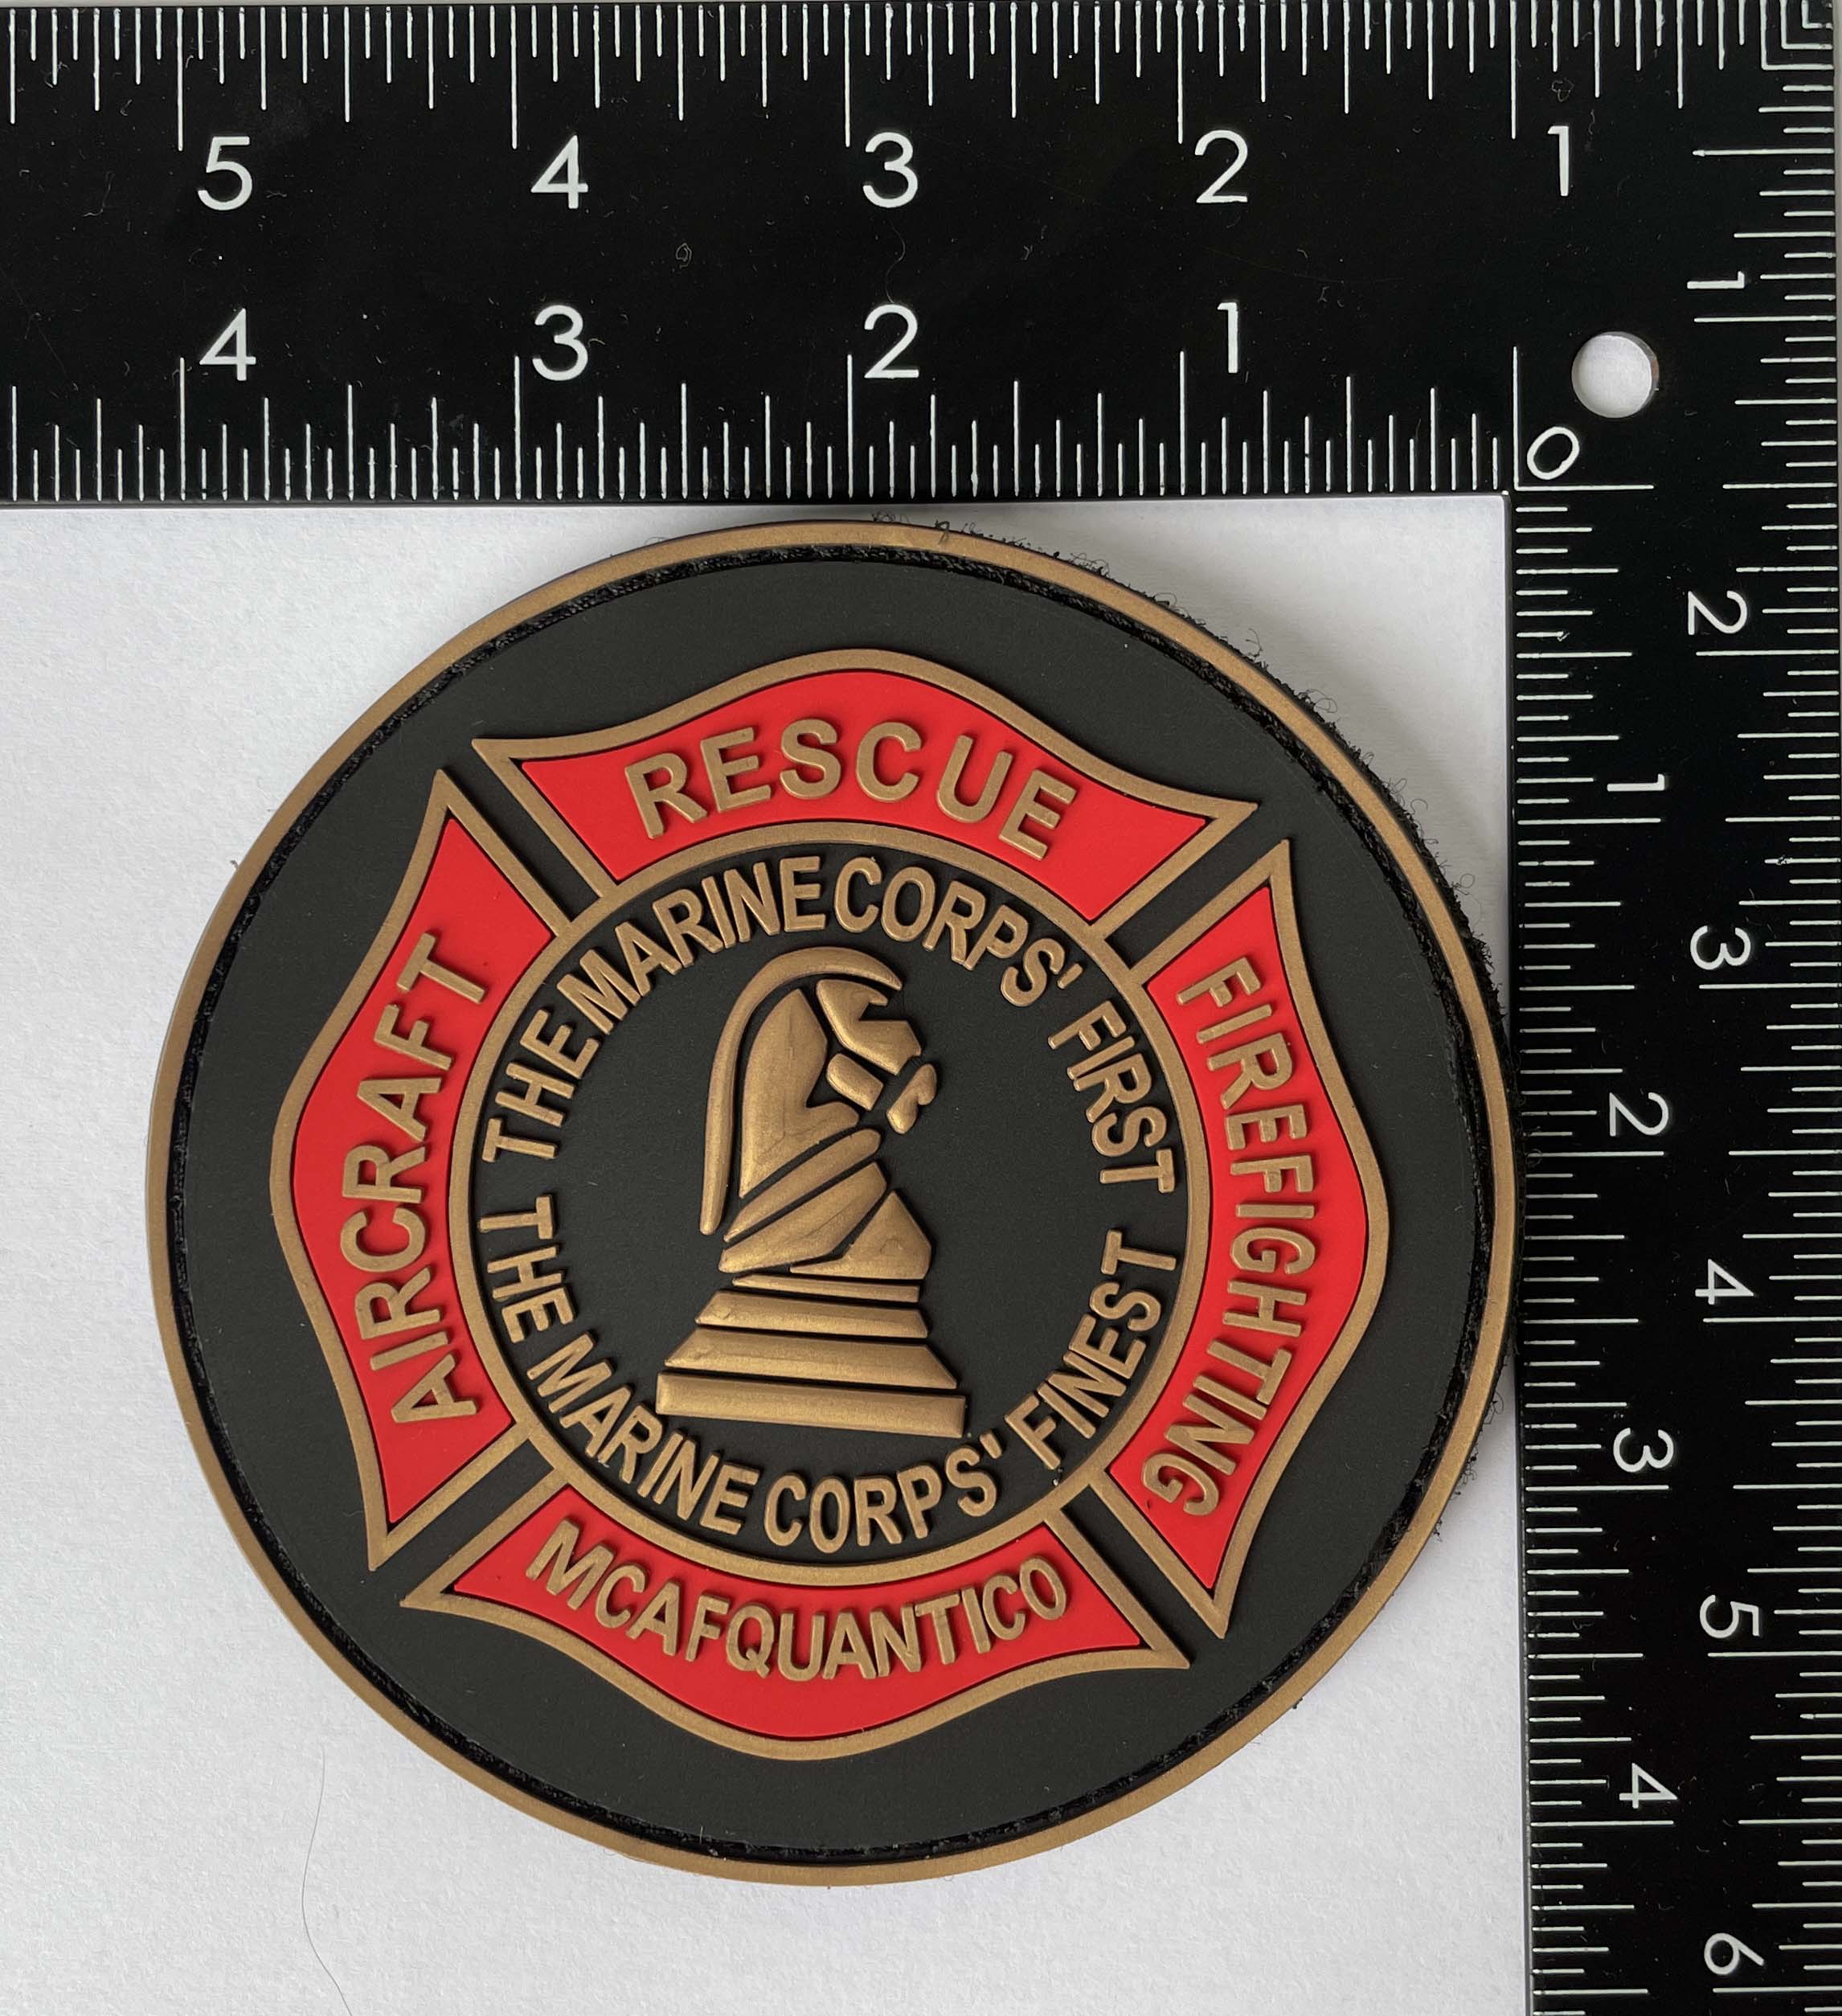 5 4 3 2 1
4 3 2 1
0
1
2
3
4
5
6
1
2
3
4
RESCUE
AIRCRAFT
FIREFIGHTING
MCAFQUANTICO
THE MARINE CORPS' FIRST
THE MARINE CORPS' FINEST